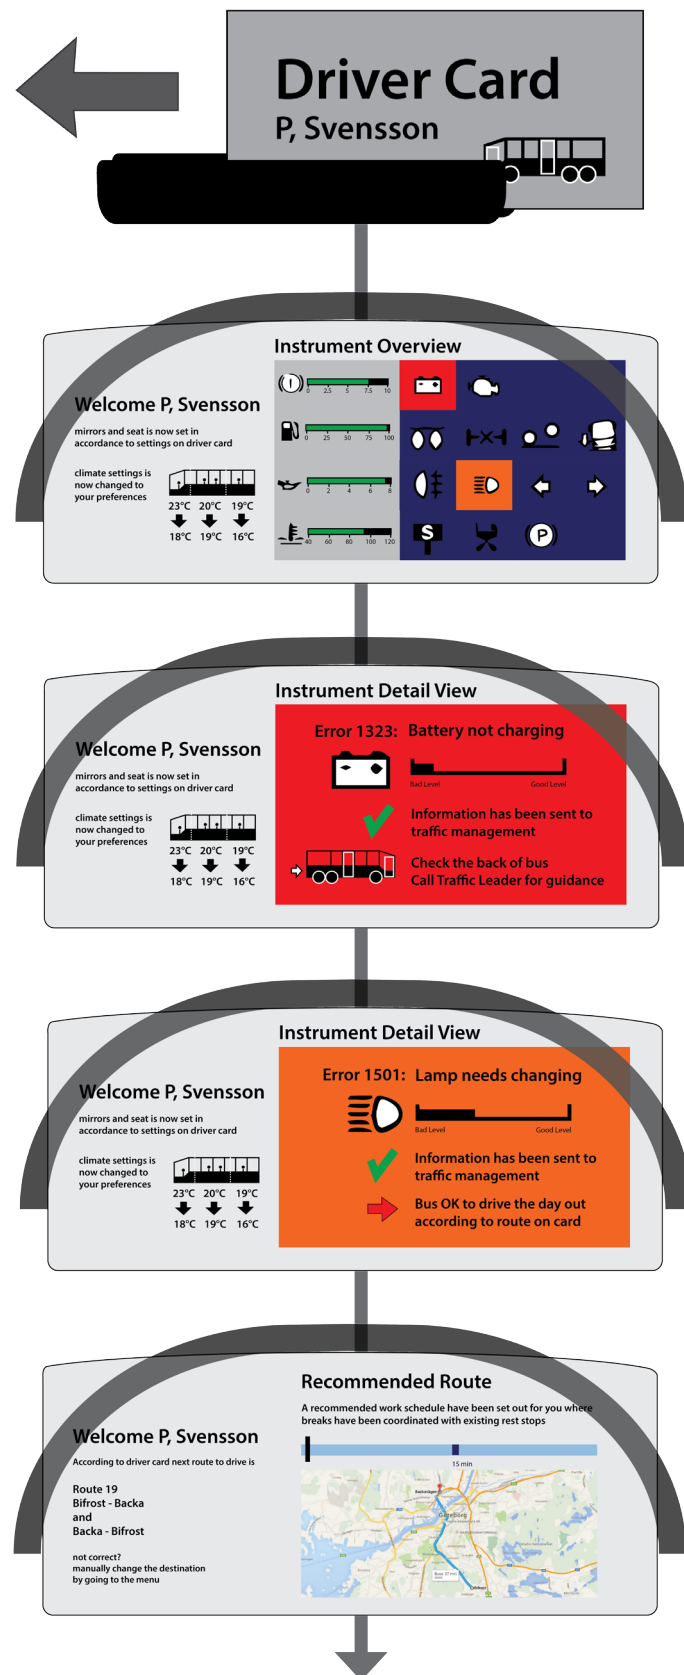 Driver Card
P, Svensson
Instrument Overview
Welcome P, Svensson
mirrors and seat is now set in
accordance to settings on driver card
climate settings is
now changed to
your preferences
23°C 20°C 19°C
18°C 19°C 16°C
0 2.5 5 7.5 10
0 25 50 75 100
0 2 4 6 8
40 60 80 100 120
S
P
Instrument Detail View
Welcome P, Svensson
mirrors and seat is now set in
accordance to settings on driver card
climate settings is
now changed to
your preferences
23°C 20°C 19°C
18°C 19°C 16°C
Error 1323: Battery not charging
Bad Level Good Level
Information has been sent to
traffic management
Check the back of bus
Call Traffic Leader for guidance
Instrument Detail View
Welcome P, Svensson
mirrors and seat is now set in
accordance to settings on driver card
climate settings is
now changed to
your preferences
23°C 20°C 19°C
18°C 19°C 16°C
Error 1501: Lamp needs changing
Bad Level Good Level
Information has been sent to
traffic management
Bus OK to drive the day out
according to route on card
Recommended Route
A recommended work schedule have been set out for you where
breaks have been coordinated with existing rest stops
15 min
Welcome P, Svensson
According to driver card next route to drive is
Route 19
Bifrost - Backa
and
Backa - Bifrost
not correct?
manually change the destination
by going to the menu
Göteborg